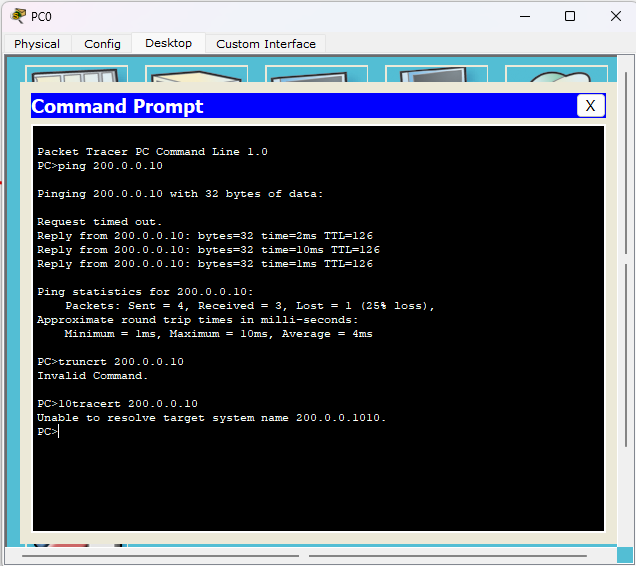 PC0
Physical Config Desktop Custom Interface
Command Prompt X
Packet Tracer PC Command Line 1.0
PC>ping 200.0.0.10
Pinging 200.0.0.10 with 32 bytes of data:
Request timed out.
Reply from 200.0.0.10: bytes=32 time=2ms TTL=126
Reply from 200.0.0.10: bytes=32 time=10ms TTL=126
Reply from 200.0.0.10: bytes=32 time=1ms TTL=126
Ping statistics for 200.0.0.10:
Packets: Sent = 4, Received = 3, Lost = 1 (25% loss),
Approximate round trip times in milli-seconds:
Minimum = 1ms, Maximum = 10ms, Average = 4ms
PC>truncrt 200.0.0.10
Invalid Command.
PC>10tracert 200.0.0.10
Unable to resolve target system name 200.0.0.1010.
PC>